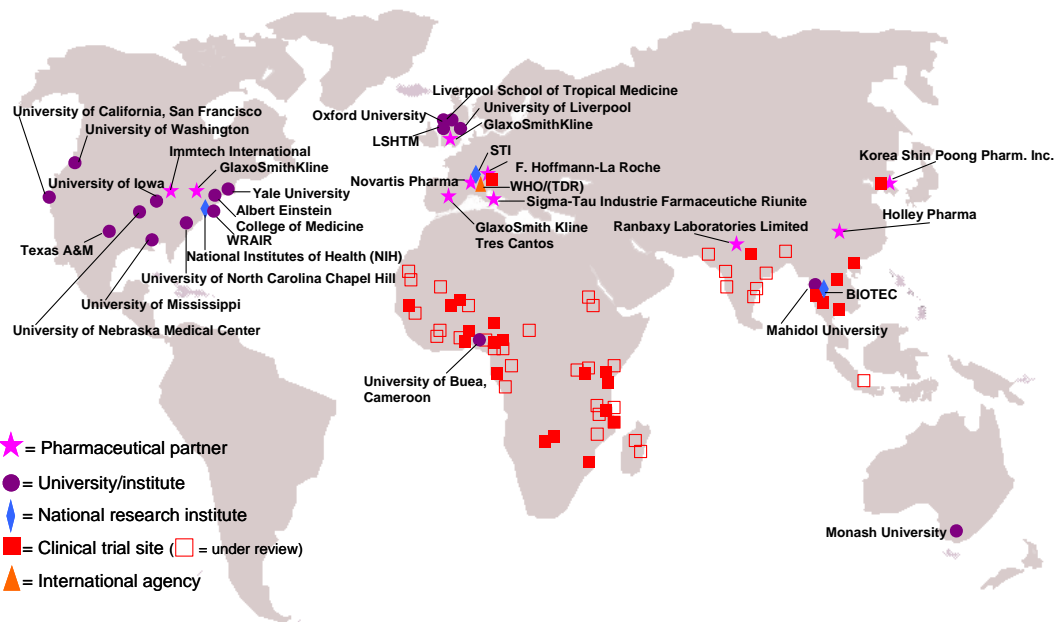 Liverpool School of Tropical Medicine
University of California, San Francisco
Oxford University
University of Liverpool
University of Washington
GlaxoSmithKline
LSHTM
Immtech International
STI
Korea Shin Poong Pharm. Inc.
GlaxoSmithKline
F. Hoffmann-La Roche
University of Iowa
Novartis Pharma
WHO/(TDR)
Yale University
Sigma-Tau Industrie Farmaceutiche Riunite
Albert Einstein
College of Medicine
Holley Pharma
GlaxoSmith Kline
Tres Cantos
Ranbaxy Laboratories Limited
WRAIR
Texas A&M
National Institutes of Health (NIH)
University of North Carolina Chapel Hill
BIOTEC
University of Mississippi
University of Nebraska Medical Center
Mahidol University
University of Buea,
Cameroon
= Pharmaceutical partner
= University/institute
= National research institute
= Clinical trial site ( = under review)
Monash University
= International agency